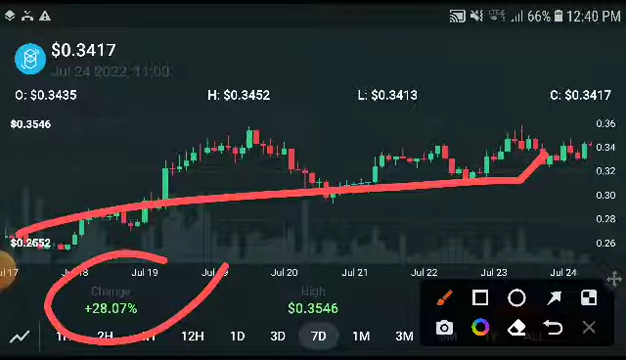 66% 12:40 PM
$0.3417
Jul 24 2022, 11:00
O: $0.3435 H: $0.3452 L: $0.3413 C: $0.3417
$0.3546 0.36
0.34
0.32
0.30
0.28
$0.2652 0.26
Jul 18 Jul 19 Jul 20 Jul 21 Jul 22 Jul 23 Jul 24
Change High
+28.07% $0.3546
2H 12H 1D 3D 7D 1M 3M